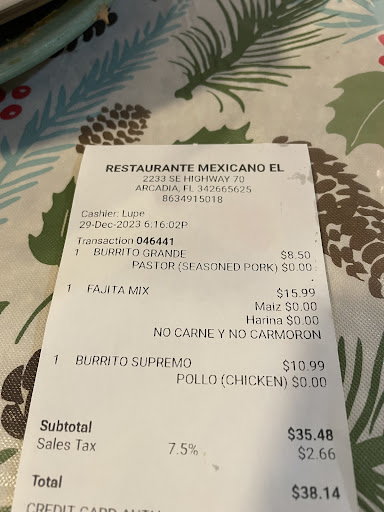 RESTAURANTE MEXICANO EL
2233 SE HIGHWAY 70
ARCADIA, FL 342665625
8634915018
Cashier: Lupe
29-Dec-2023 6:16:02P
Transaction 046441
1 BURRITO GRANDE $8.50
PASTOR (SEASONED PORK) $0.00
1 FAJITA MIX $15.99
Maiz $0.00
Harina $0.00
NO CARNE Y NO CARMORON
1 BURRITO SUPREMO $10.99
POLLO (CHICKEN) $0.00
Subtotal $35.48
Sales Tax 7.5% $2.66
Total $38.14
CREDIT CARD AUTH